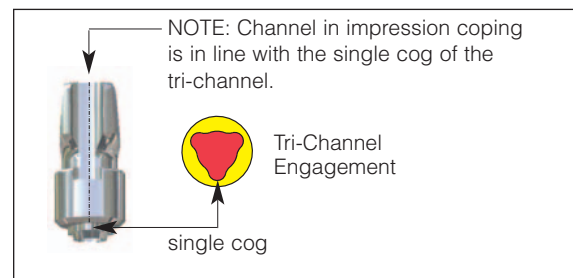 NOTE: Channel in impression coping
is in line with the single cog of the
tri-channel.
Tri-Channel
Engagement
single cog